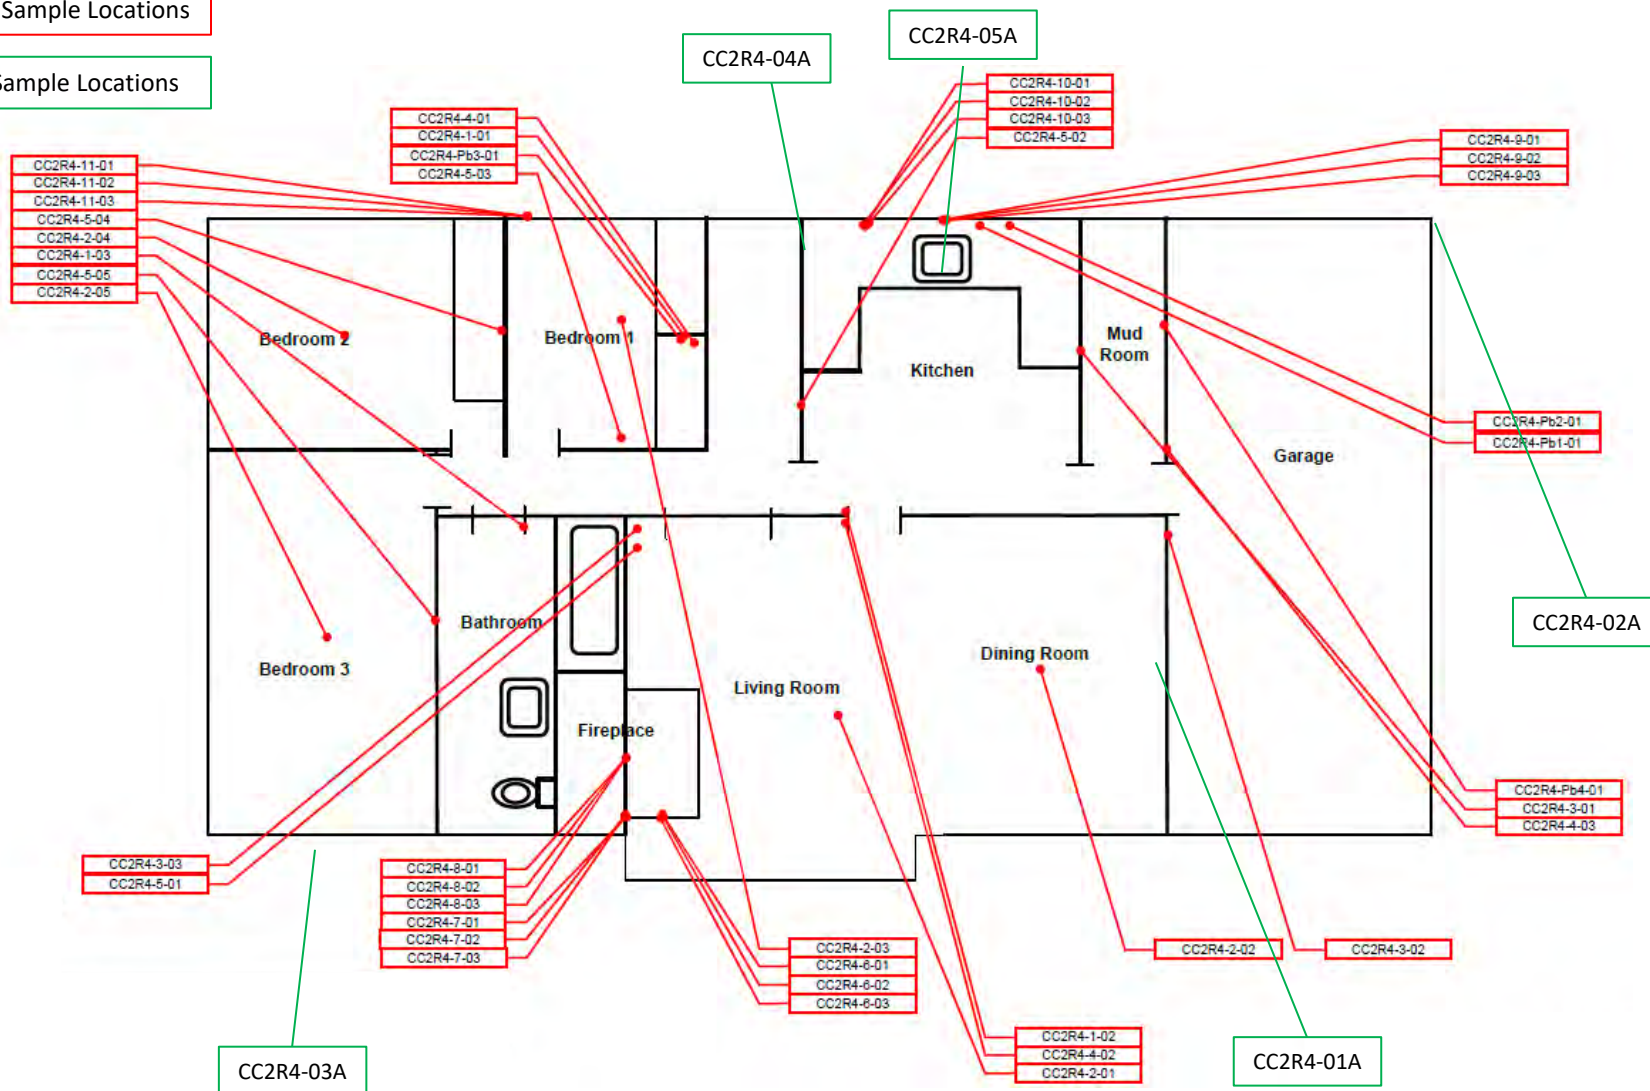 Sample Locations
Sample Locations
CC2R4-04A
CC2R4-05A
CC2R4-10-01
CC2R4-10-02
CC2R4-10-03
CC2R4-5-02
CC2R4-4-01
CC2R4-1-01
CC2R4-Pb3-01
CC2R4-5-03
CC2R4-9-01
CC2R4-9-02
CC2R4-9-03
CC2R4-11-01
CC2R4-11-02
CC2R4-11-03
CC2R4-5-04
CC2R4-2-04
CC2R4-1-03
CC2R4-5-05
CC2R4-2-05
Bedroom 2
Bedroom 1
Kitchen
Mud
Room
Garage
CC2R4-Pb2-01
CC2R4-Pb1-01
CC2R4-02A
Bathroom
Bedroom 3
Living Room
Dining Room
Fireplace
CC2R4-Pb4-01
CC2R4-3-01
CC2R4-4-03
CC2R4-3-03
CC2R4-5-01
CC2R4-8-01
CC2R4-8-02
CC2R4-8-03
CC2R4-7-01
CC2R4-7-02
CC2R4-7-03
CC2R4-2-03
CC2R4-6-01
CC2R4-6-02
CC2R4-6-03
CC2R4-2-02
CC2R4-3-02
CC2R4-1-02
CC2R4-4-02
CC2R4-2-01
CC2R4-03A
CC2R4-01A